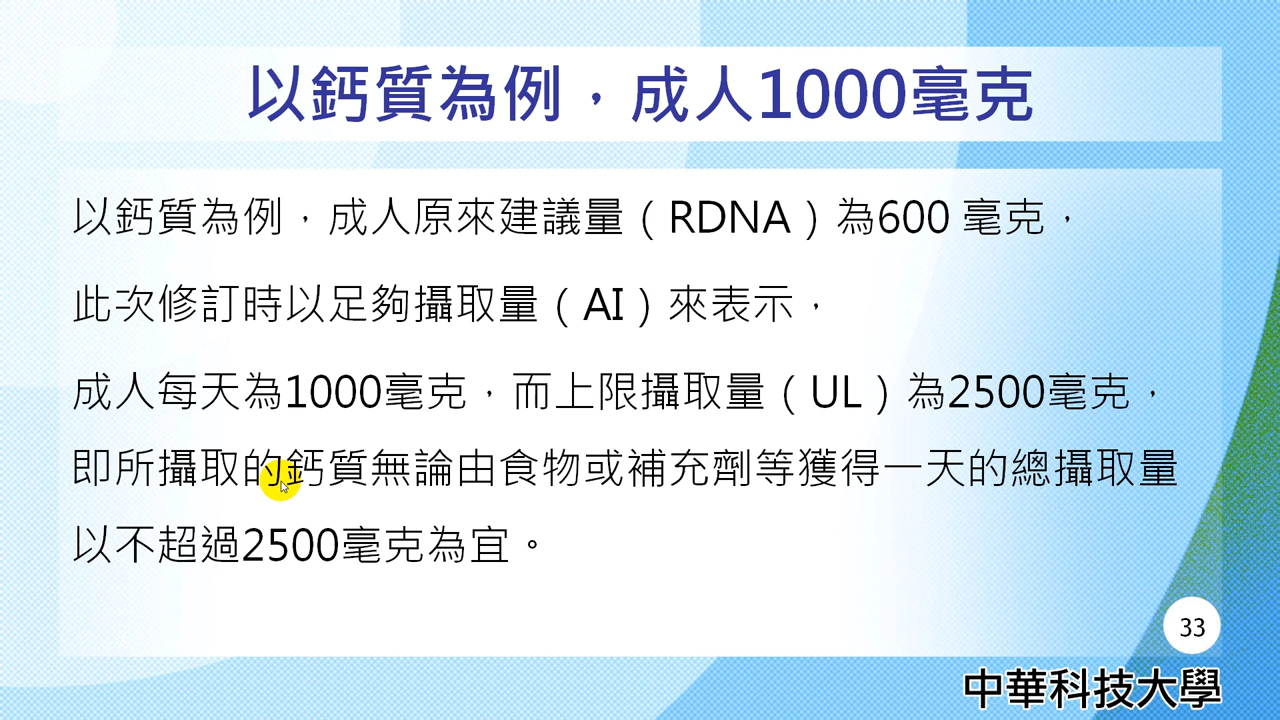 以鈣質為例，成人1000毫克
以鈣質為例，成人原來建議量（RDNA）為600 毫克，
此次修訂時以足夠攝取量（AI）來表示，
成人每天為1000毫克，而上限攝取量（UL）為2500毫克，
即所攝取的鈣質無論由食物或補充劑等獲得一天的總攝取量
以不超過2500毫克為宜。
33
中華科技大學